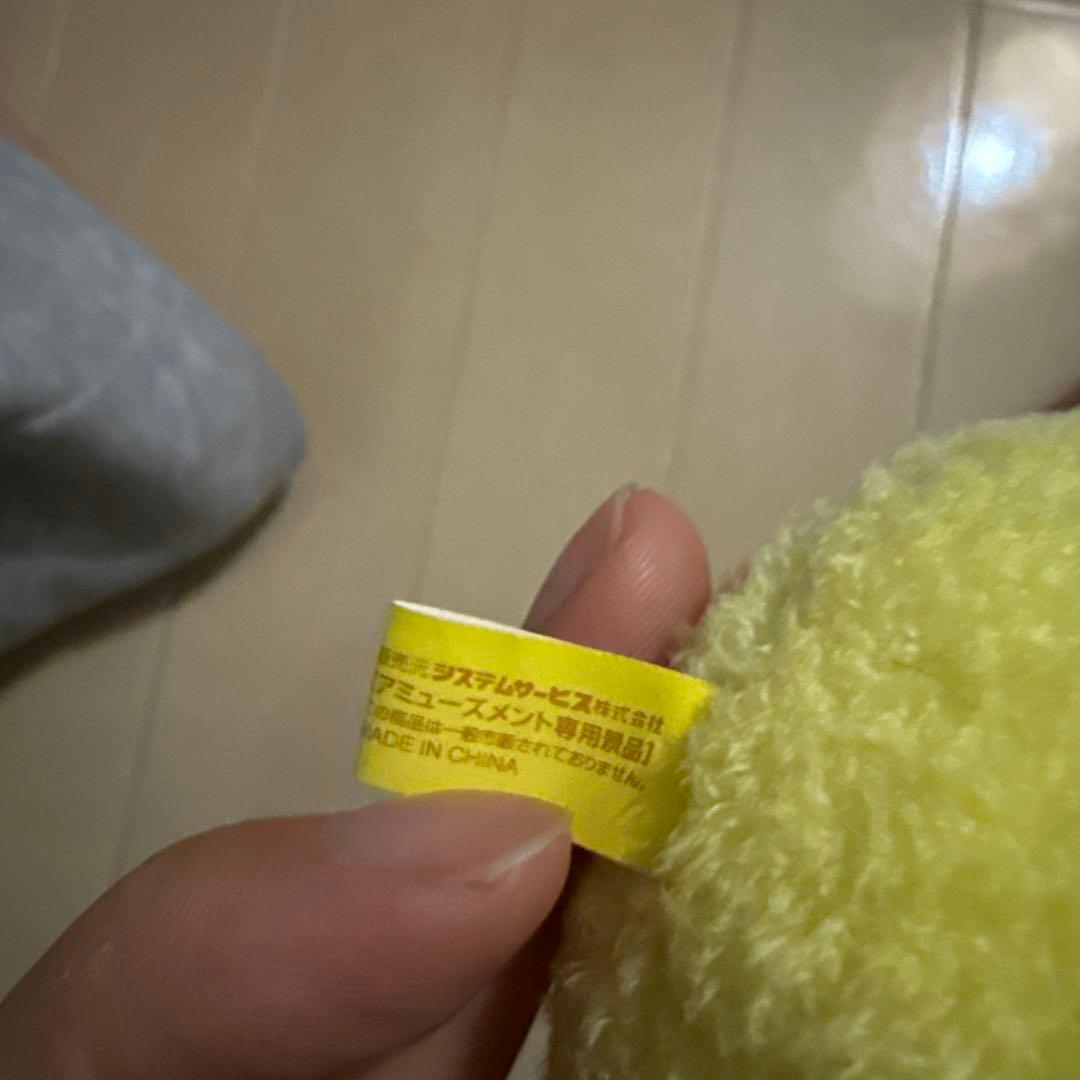 販売元 システムサービス株式会社
【アミューズメント専用景品】
この商品は一般市販されておりません。
MADE IN CHINA